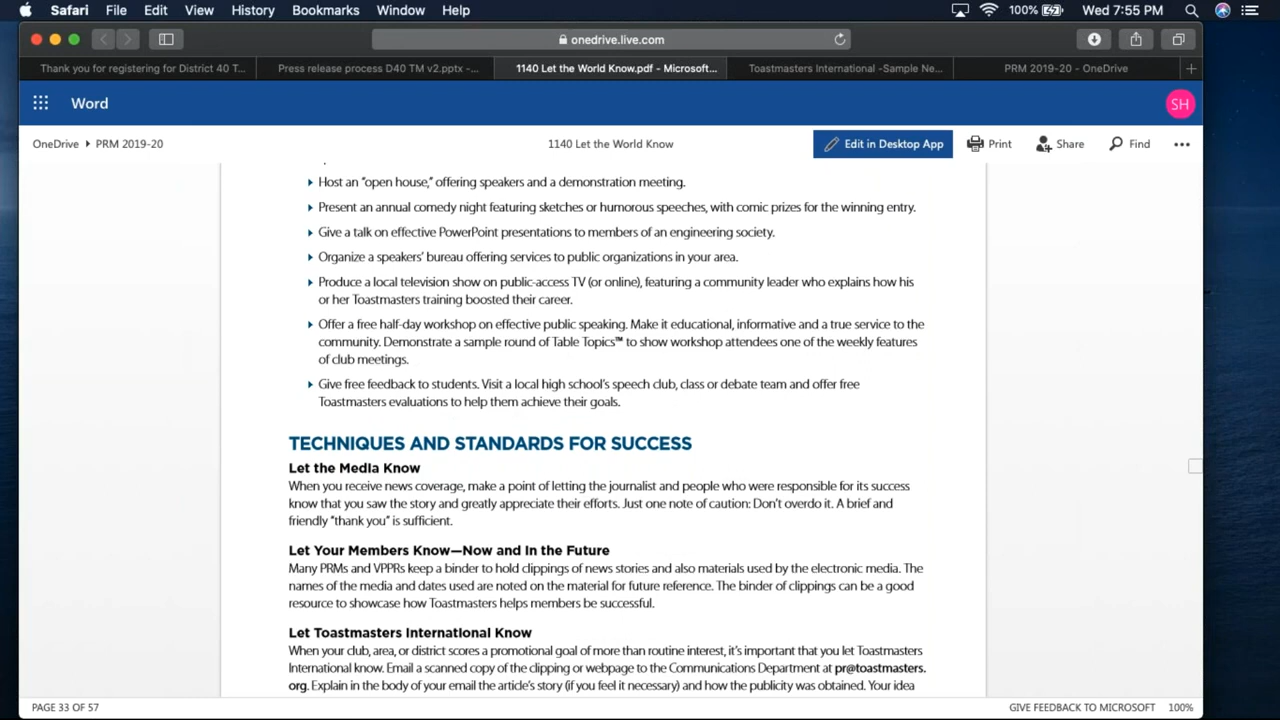 Safari File Edit View History Bookmarks Window Help 100% Wed 7:55 PM
onedrive.live.com
Thank you for registering for District 40 T... Press release process D40 TM v2.pptx -... 1140 Let the World Know.pdf - Microsoft... Toastmasters International -Sample Ne... PRM 2019-20 - OneDrive
Word SH
OneDrive PRM 2019-20 1140 Let the World Know Edit in Desktop App Print Share Find
Host an "open house," offering speakers and a demonstration meeting.
Present an annual comedy night featuring sketches or humorous speeches, with comic prizes for the winning entry.
Give a talk on effective PowerPoint presentations to members of an engineering society.
Organize a speakers' bureau offering services to public organizations in your area.
Produce a local television show on public-access TV (or online), featuring a community leader who explains how his
or her Toastmasters training boosted their career.
Offer a free half-day workshop on effective public speaking. Make it educational, informative and a true service to the
community. Demonstrate a sample round of Table Topics™ to show workshop attendees one of the weekly features
of club meetings.
Give free feedback to students. Visit a local high school's speech club, class or debate team and offer free
Toastmasters evaluations to help them achieve their goals.
TECHNIQUES AND STANDARDS FOR SUCCESS
Let the Media Know
When you receive news coverage, make a point of letting the journalist and people who were responsible for its success
know that you saw the story and greatly appreciate their efforts. Just one note of caution: Don't overdo it. A brief and
friendly "thank you" is sufficient.
Let Your Members Know—Now and In the Future
Many PRMs and VPPRs keep a binder to hold clippings of news stories and also materials used by the electronic media. The
names of the media and dates used are noted on the material for future reference. The binder of clippings can be a good
resource to showcase how Toastmasters helps members be successful.
Let Toastmasters International Know
When your club, area, or district scores a promotional goal of more than routine interest, it's important that you let Toastmasters
International know. Email a scanned copy of the clipping or webpage to the Communications Department at pr@toastmasters.
org. Explain in the body of your email the article's story (if you feel it necessary) and how the publicity was obtained. Your idea
PAGE 33 OF 57 GIVE FEEDBACK TO MICROSOFT 100%